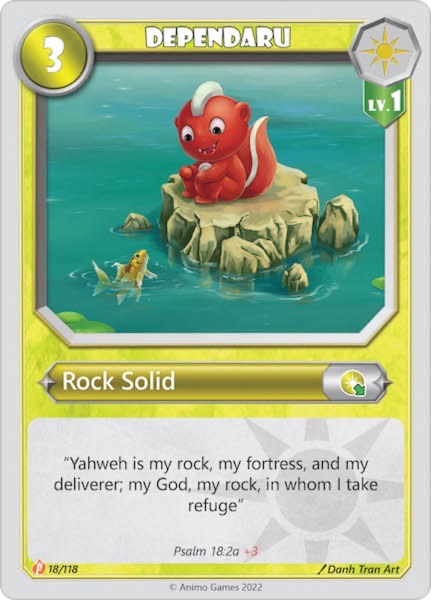 3
DEPENDARU
LV.1
Rock Solid
"Yahweh is my rock, my fortress, and my
deliverer; my God, my rock, in whom I take
refuge"
Psalm 18:2a +3
18/118
Danh Tran Art
© Animo Games 2022